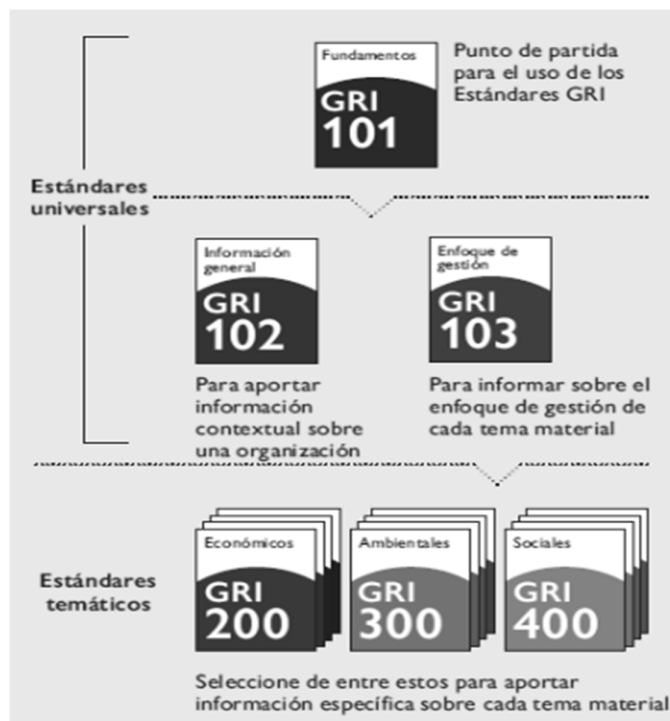 Fundamentos
GRI
101
Punto de partida
para el uso de los
Estándares GRI
Estándares
universales
Información
general
GRI
102
Para aportar
información
contextual sobre
una organización
Enfoque de
gestión
GRI
103
Para informar sobre el
enfoque de gestión de
cada tema material
Estándares
temáticos
Económicos
GRI
200
Ambientales
GRI
300
Sociales
GRI
400
Seleccione de entre estos para aportar
información específica sobre cada tema material